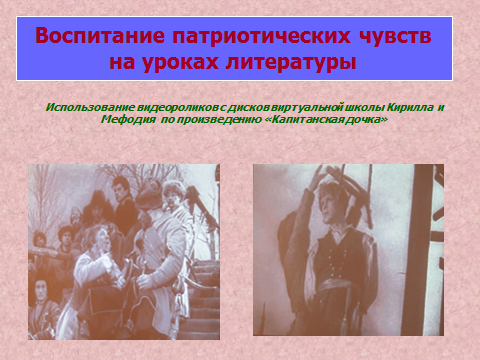 Воспитание патриотических чувств
на уроках литературы
Использование видеороликов с дисков виртуальной школы Кирилла и
Мефодия по произведению «Капитанская дочка»